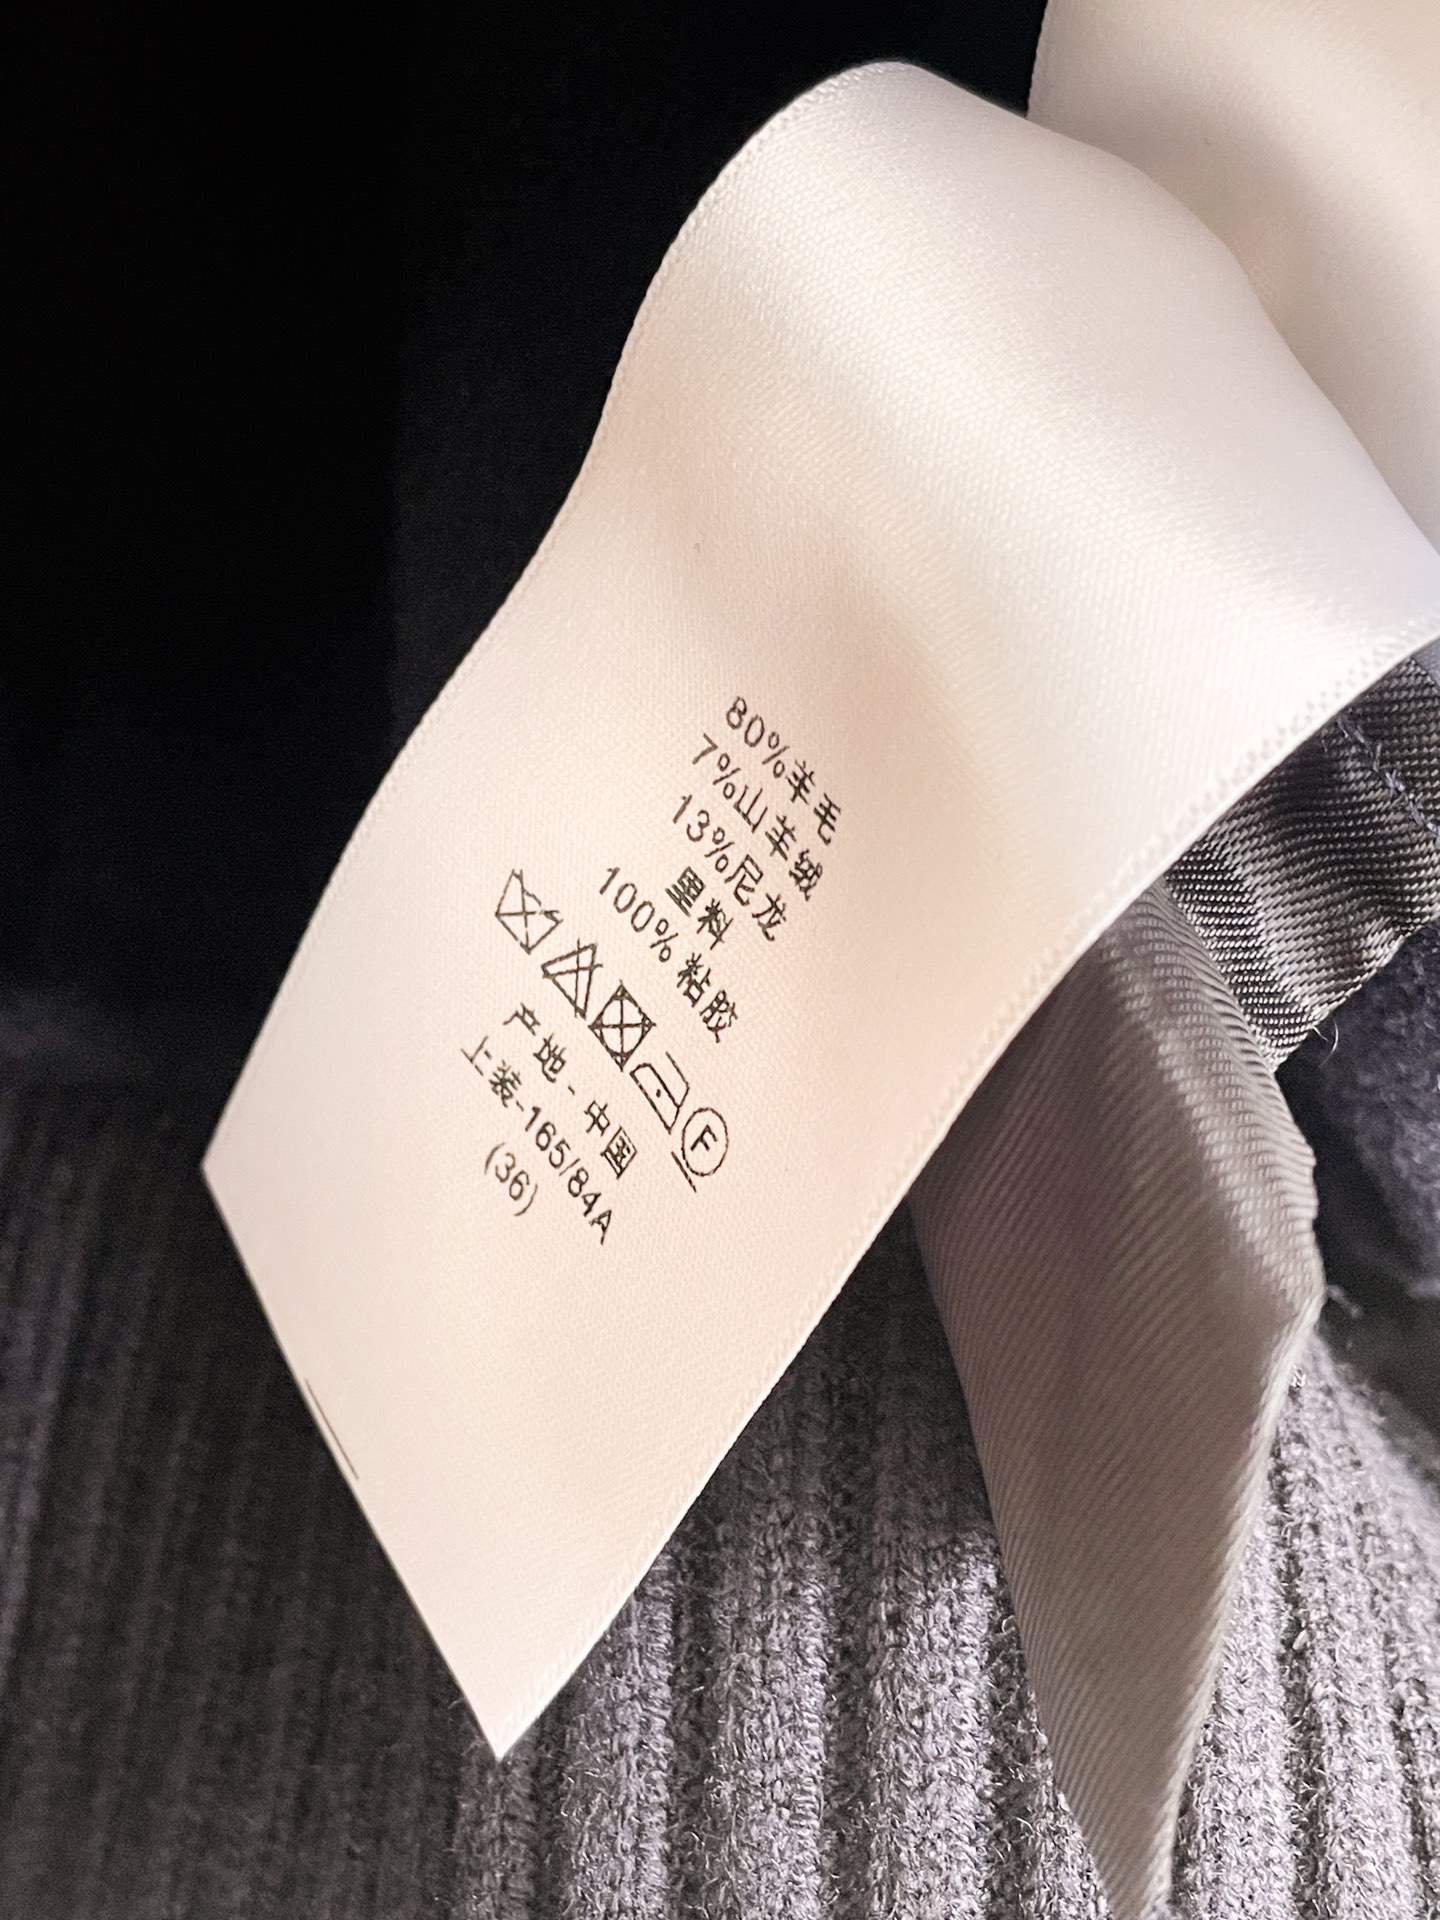 80%羊毛
7%山羊绒
13%尼龙
里料
100%粘胶
F
产地-中国
上装-165/84A
(36)